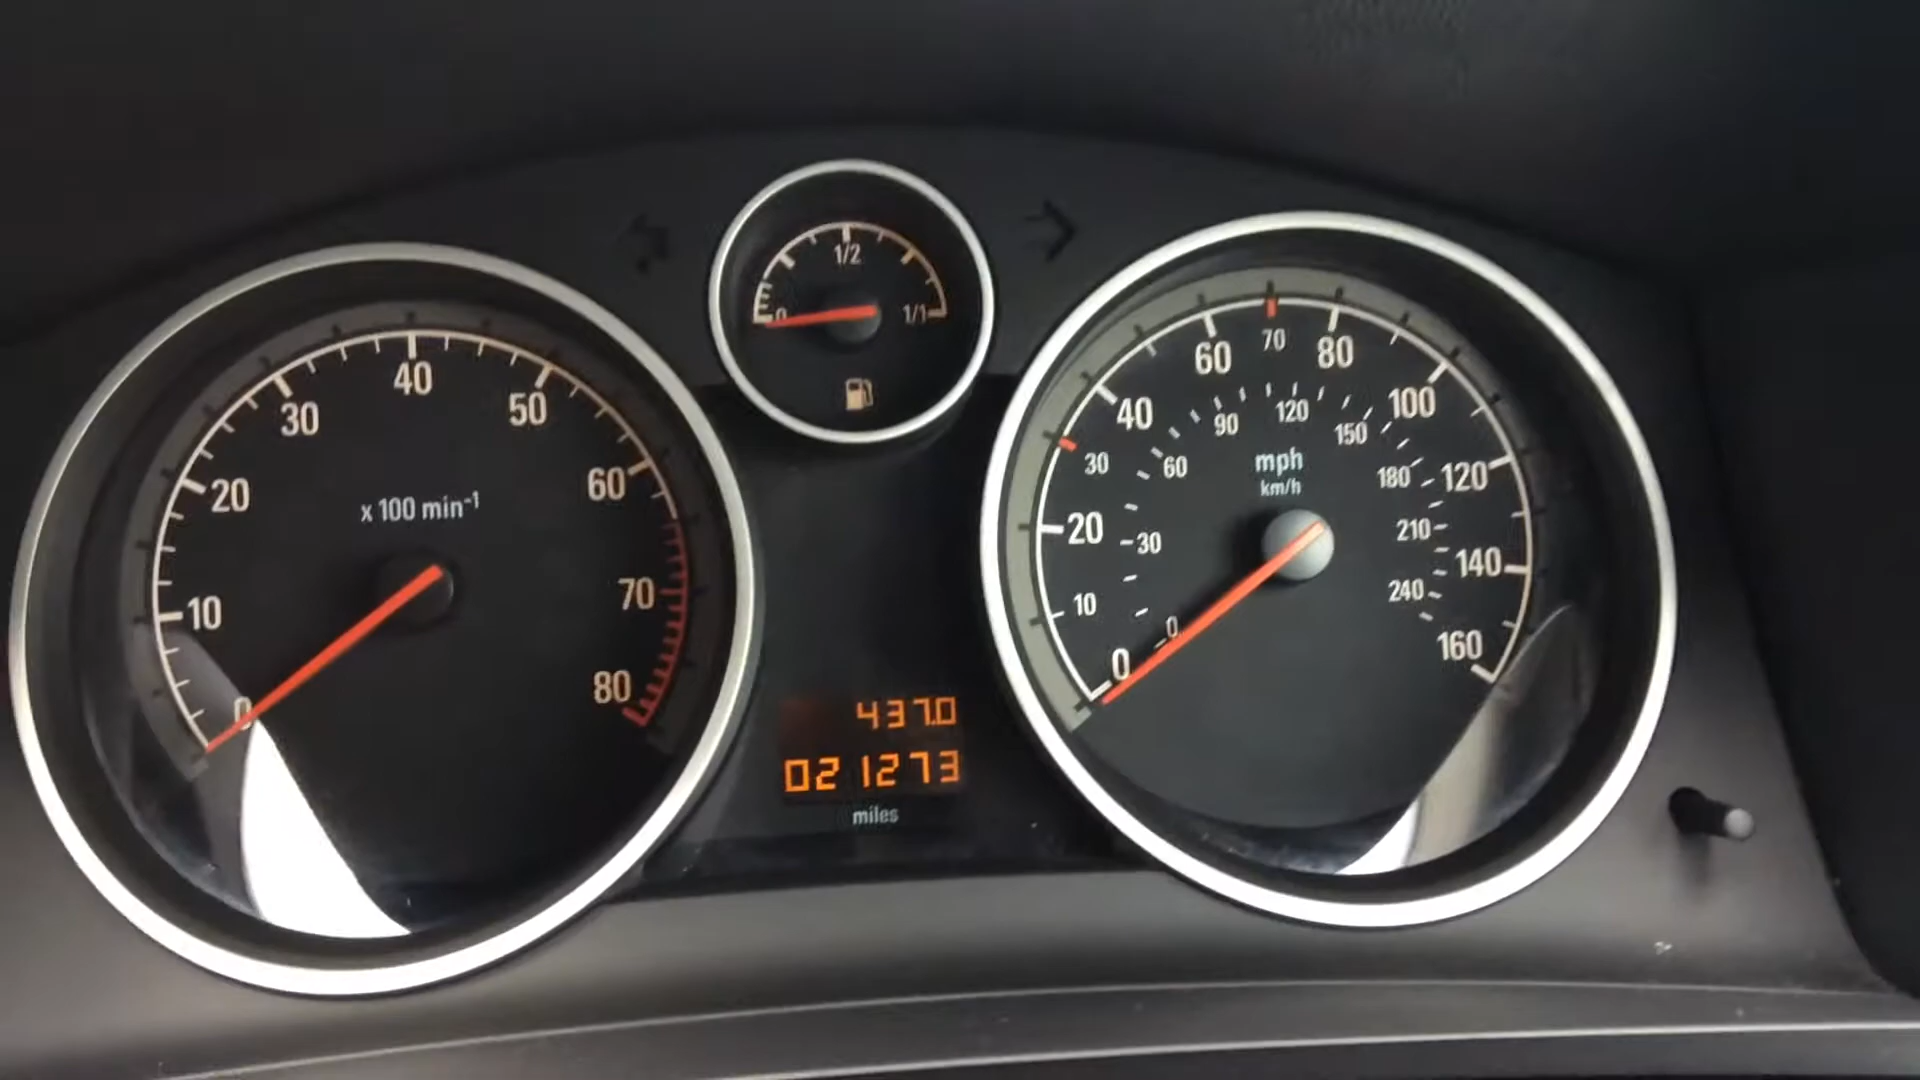 0 10 20 30 40 50 60 70 80
x 100 min⁻¹
0 1/2 1/1
437.0
021273
miles
0 10 20 30 40 60 70 80 100 120 140 160
mph
km/h
0 30 60 90 120 150 180 210 240